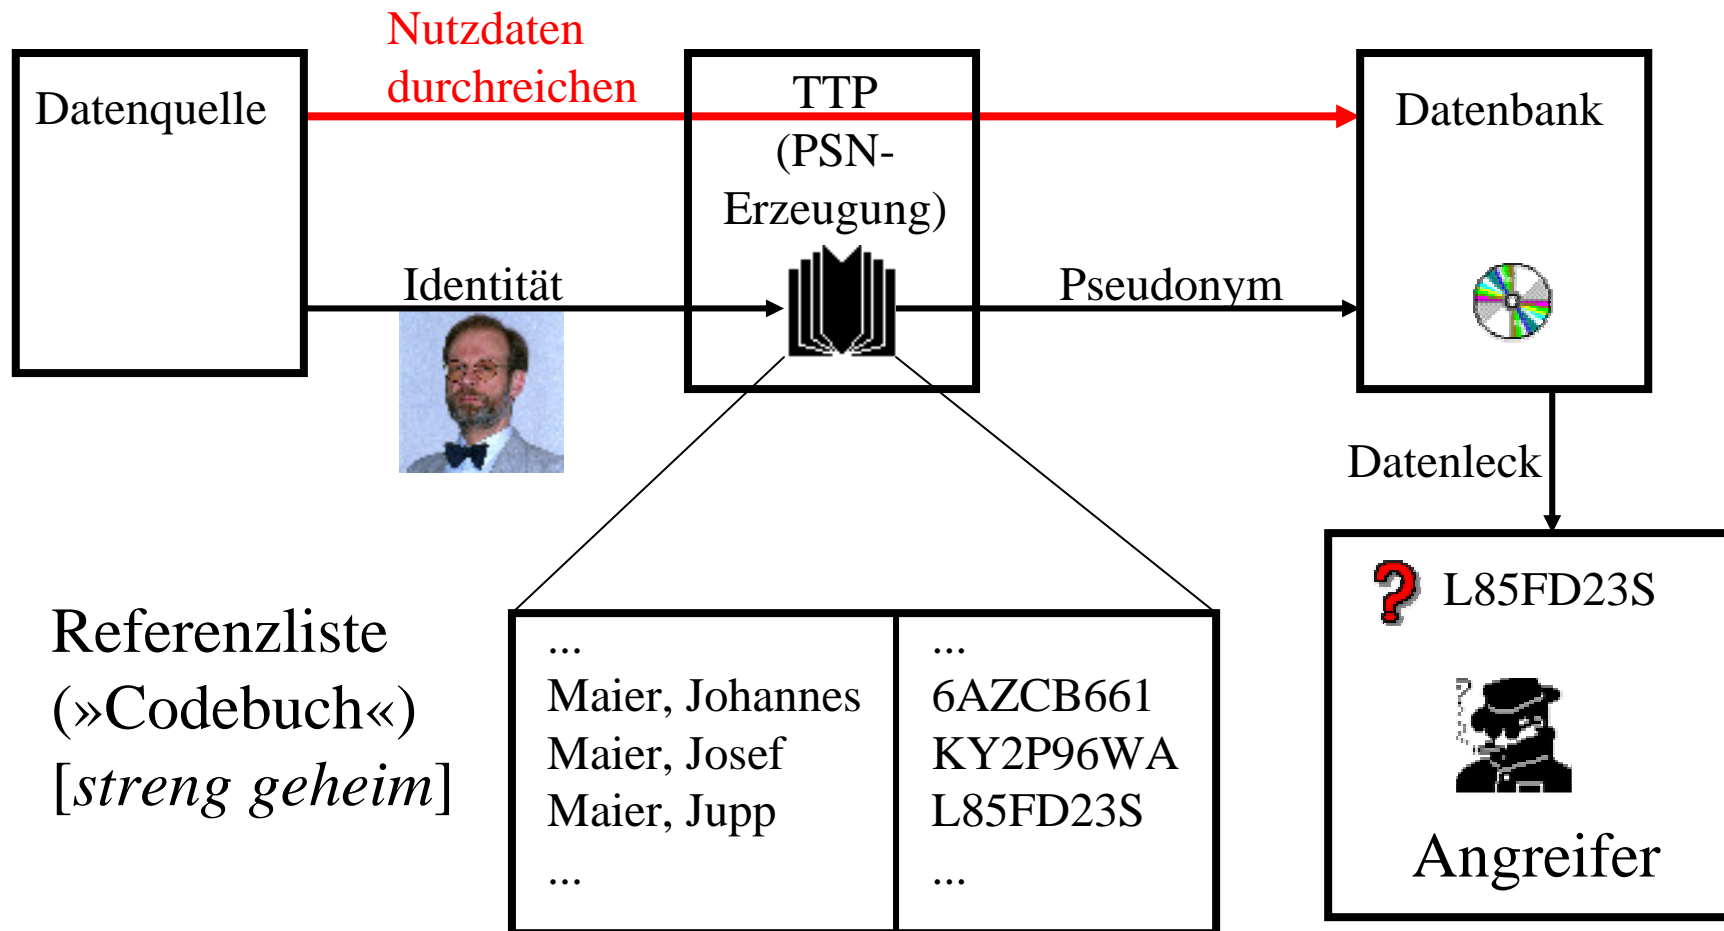 Nutzdaten
durchreichen
Datenquelle
TTP
(PSN-
Erzeugung)
Datenbank
Identität
Pseudonym
Datenleck
Referenzliste
(»Codebuch«)
[streng geheim]
... ...
Maier, Johannes 6AZCB661
Maier, Josef KY2P96WA
Maier, Jupp L85FD23S
... ...
L85FD23S
Angreifer